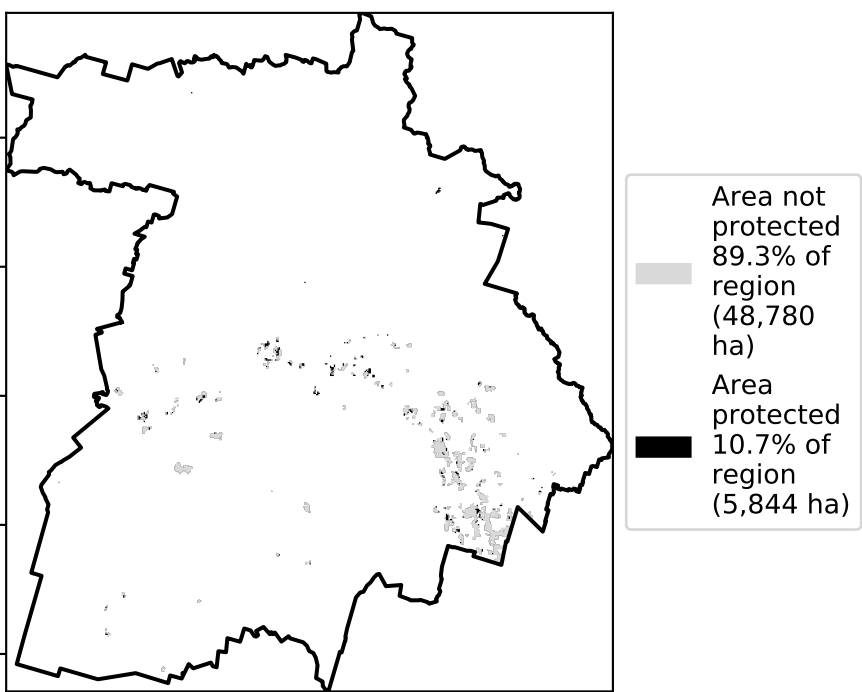 Area not
protected
89.3% of
region
(48,780
ha)
Area
protected
10.7% of
region
(5,844 ha)